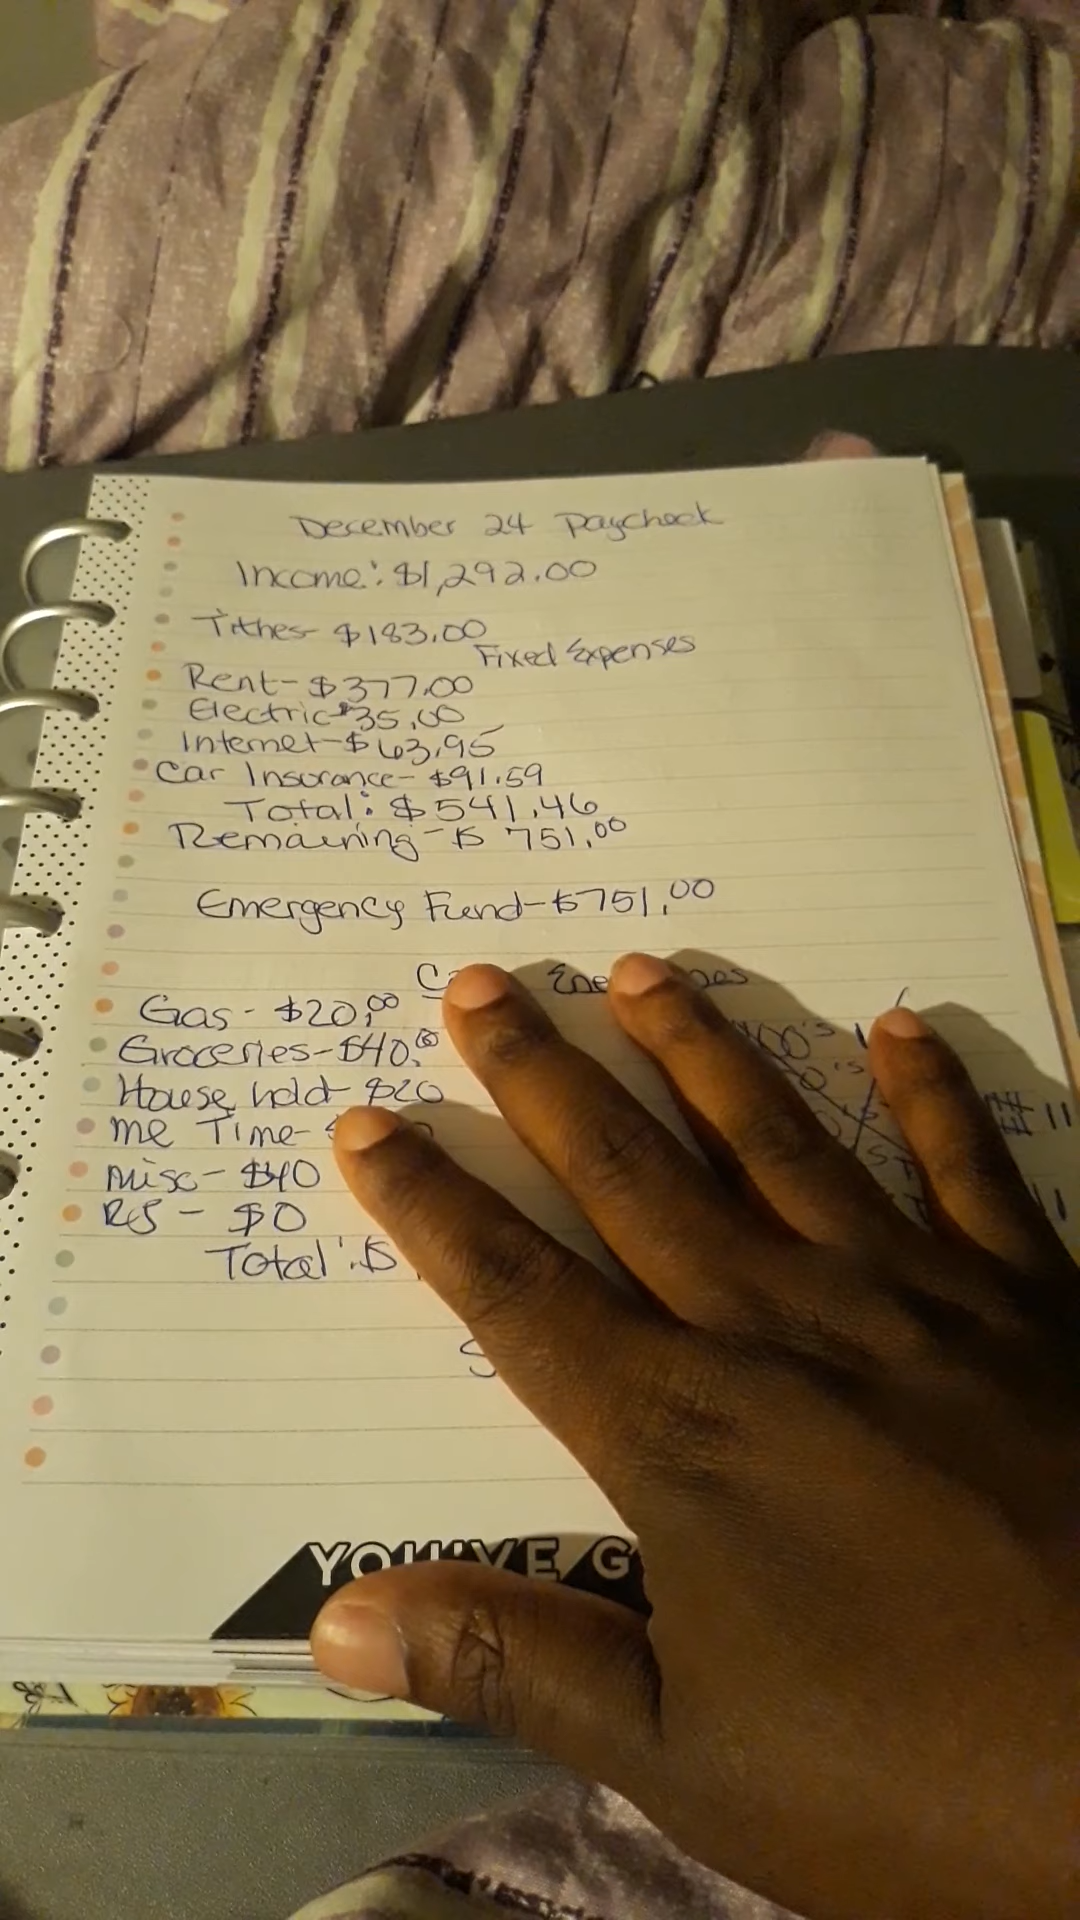 December 24 Paycheck
Income: $1,292.00
Tithes- $183.00
Fixed Expenses
Rent- $377.00
Electric-$35.00
Internet-$63.95
Car Insurance- $91.59
Total: $541.46
Remaining-$ 751.00
Emergency Fund-$751.00
Gas- $20.00
Groceries-$40.00
House hold- $20
me Time-
misc- $40
$0
Total: $
YOU'VE G